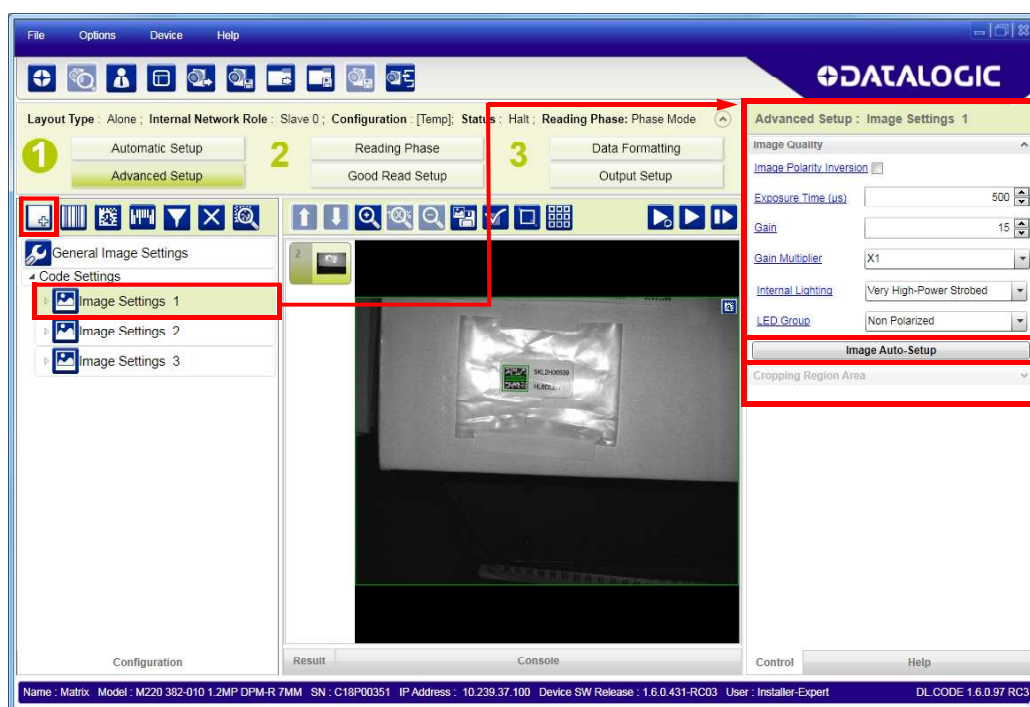 File Options Device Help
DATALOGIC
Layout Type : Alone ; Internal Network Role : Slave 0 ; Configuration : [Temp]; Status : Halt ; Reading Phase: Phase Mode
1 Automatic Setup 2 Reading Phase 3 Data Formatting
Advanced Setup Good Read Setup Output Setup
General Image Settings
Code Settings
Image Settings 1
Image Settings 2
Image Settings 3
Configuration
2
Result Console
Advanced Setup : Image Settings 1
Image Quality
Image Polarity Inversion
Exposure Time (us) 500
Gain 15
Gain Multiplier X1
Internal Lighting Very High-Power Strobed
LED Group Non Polarized
Image Auto-Setup
Cropping Region Area
Control Help
Name : Matrix Model : M220 382-010 1.2MP DPM-R 7MM SN : C18P00351 IP Address : 10.239.37.100 Device SW Release : 1.6.0.431-RC03 User : Installer-Expert DL.CODE 1.6.0.97 RC3